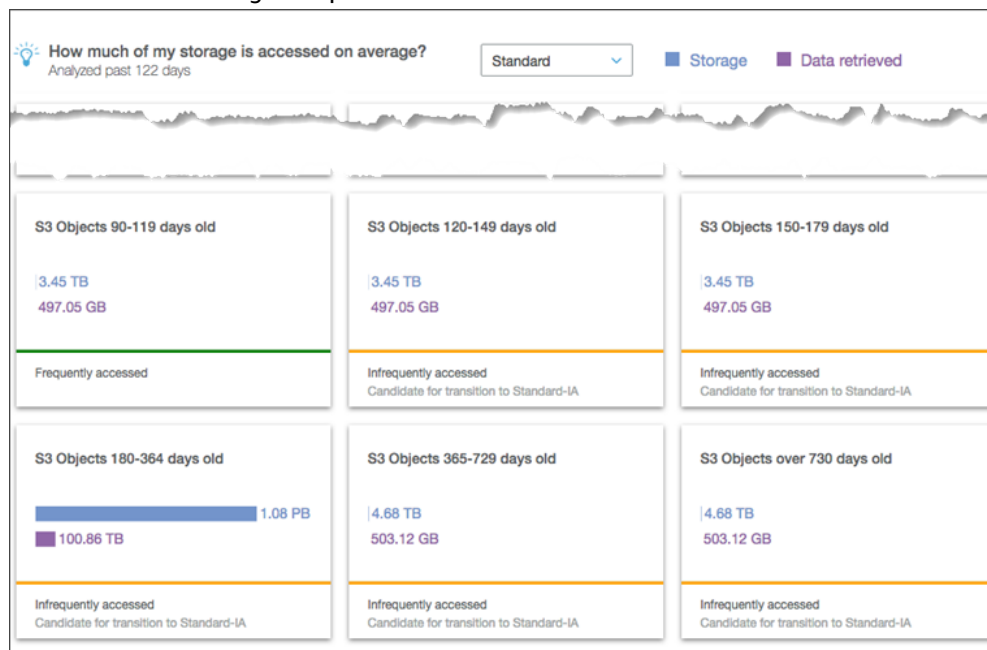 How much of my storage is accessed on average?
Analyzed past 122 days
Standard
Storage
Data retrieved
S3 Objects 90-119 days old
3.45 TB
497.05 GB
Frequently accessed
S3 Objects 120-149 days old
3.45 TB
497.05 GB
Infrequently accessed
Candidate for transition to Standard-IA
S3 Objects 150-179 days old
3.45 TB
497.05 GB
Infrequently accessed
Candidate for transition to Standard-IA
S3 Objects 180-364 days old
1.08 PB
100.86 TB
Infrequently accessed
Candidate for transition to Standard-IA
S3 Objects 365-729 days old
4.68 TB
503.12 GB
Infrequently accessed
Candidate for transition to Standard-IA
S3 Objects over 730 days old
4.68 TB
503.12 GB
Infrequently accessed
Candidate for transition to Standard-IA